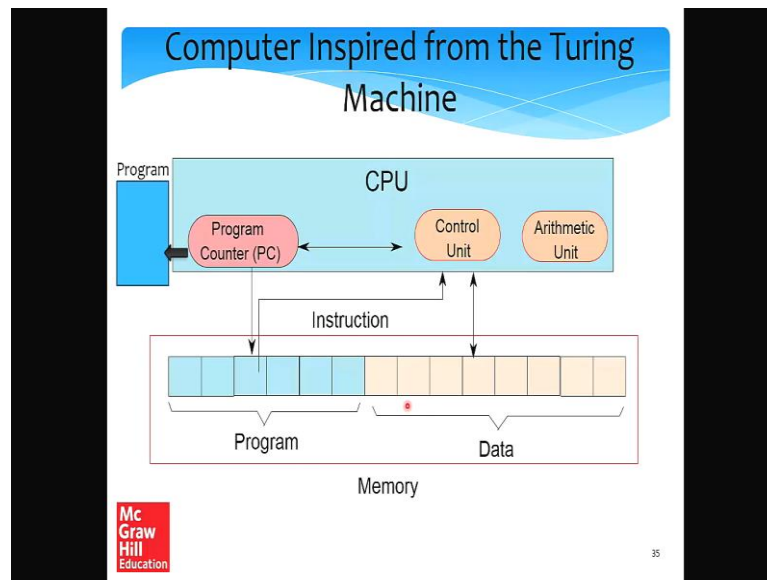 Computer Inspired from the Turing
Machine
Program
CPU
Program
Counter (PC)
Control
Unit
Arithmetic
Unit
Instruction
Program
Data
Memory
Mc
Graw
Hill
Education
35